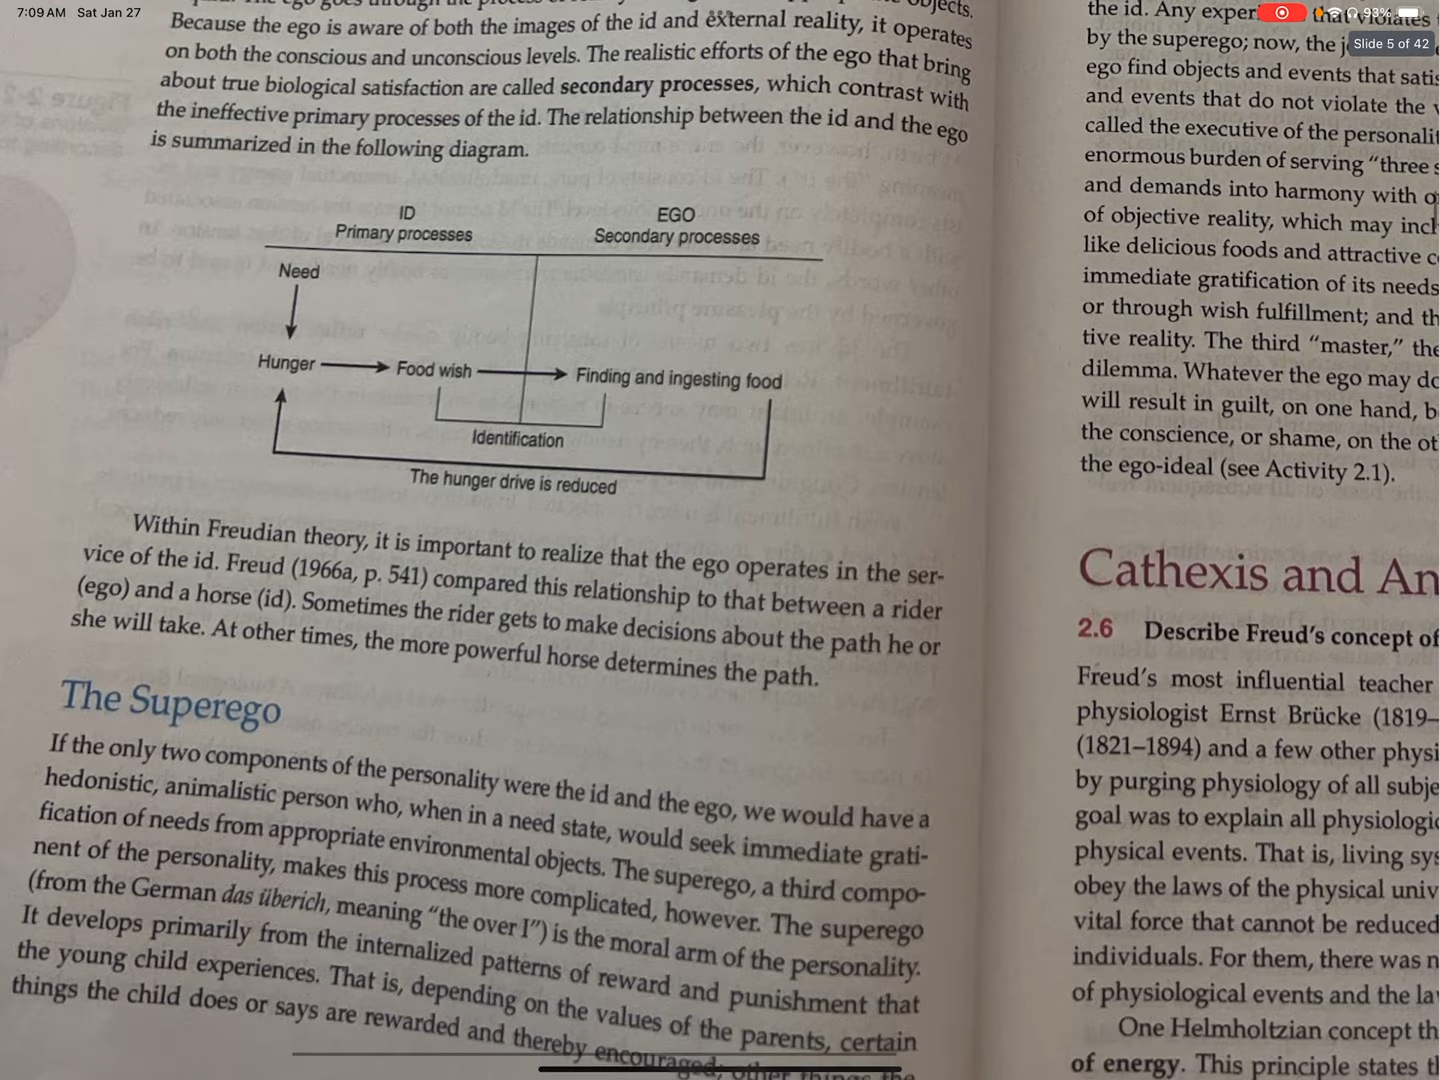 7:09 AM Sat Jan 27
93%
Slide 5 of 42
Because the ego is aware of both the images of the id and external reality, it operates
on both the conscious and unconscious levels. The realistic efforts of the ego that bring
about true biological satisfaction are called secondary processes, which contrast with
the ineffective primary processes of the id. The relationship between the id and the ego
is summarized in the following diagram.
ID
Primary processes
EGO
Secondary processes
Need
Hunger
Food wish
Finding and ingesting food
Identification
The hunger drive is reduced
Within Freudian theory, it is important to realize that the ego operates in the ser-
vice of the id. Freud (1966a, p. 541) compared this relationship to that between a rider
(ego) and a horse (id). Sometimes the rider gets to make decisions about the path he or
she will take. At other times, the more powerful horse determines the path.
The Superego
If the only two components of the personality were the id and the ego, we would have a
hedonistic, animalistic person who, when in a need state, would seek immediate grati-
fication of needs from appropriate environmental objects. The superego, a third compo-
nent of the personality, makes this process more complicated, however. The superego
(from the German das überich, meaning “the over I”) is the moral arm of the personality.
It develops primarily from the internalized patterns of reward and punishment that
the young child experiences. That is, depending on the values of the parents, certain
things the child does or says are rewarded and thereby encouraged; other things the
the id. Any experi that violates
by the superego; now, the j
ego find objects and events that satis
and events that do not violate the v
called the executive of the personalit
enormous burden of serving “three s
and demands into harmony with o
of objective reality, which may incl
like delicious foods and attractive c
immediate gratification of its needs
or through wish fulfillment; and th
tive reality. The third “master,” the
dilemma. Whatever the ego may do
will result in guilt, on one hand, b
the conscience, or shame, on the ot
the ego-ideal (see Activity 2.1).
Cathexis and An
2.6 Describe Freud’s concept of
Freud’s most influential teacher
physiologist Ernst Brücke (1819–
(1821–1894) and a few other physi
by purging physiology of all subje
goal was to explain all physiologic
physical events. That is, living sys
obey the laws of the physical univ
vital force that cannot be reduced
individuals. For them, there was n
of physiological events and the la
One Helmholtzian concept th
of energy. This principle states t